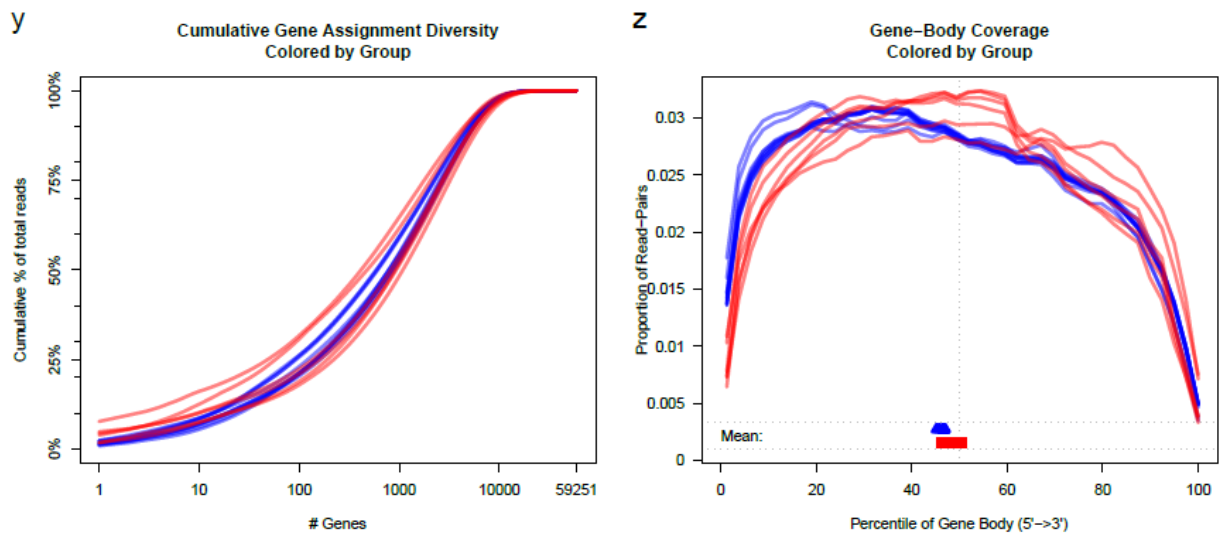 y
Cumulative Gene Assignment Diversity
Colored by Group
Cumulative % of total reads
100%
75%
50%
25%
0%
1 10 100 1000 10000 59251
# Genes
z
Gene−Body Coverage
Colored by Group
Proportion of Read−Pairs
0.03
0.025
0.02
0.015
0.01
0.005
0
Mean:
0 20 40 60 80 100
Percentile of Gene Body (5'−>3')